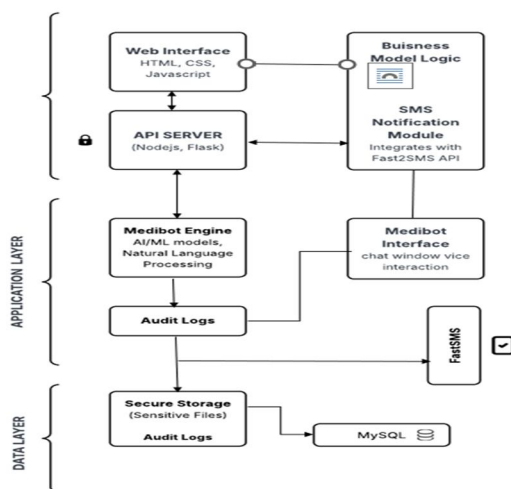 Web Interface
HTML, CSS,
Javascript
Buisness
Model Logic
SMS
Notification
Module
Integrates with
Fast2SMS API
API SERVER
(Nodejs, Flask)
APPLICATION LAYER
Medibot Engine
AI/ML models,
Natural Language
Processing
Medibot
Interface
chat window vice
interaction
Audit Logs
FastSMS
DATA LAYER
Secure Storage
(Sensitive Files)
Audit Logs
MySQL